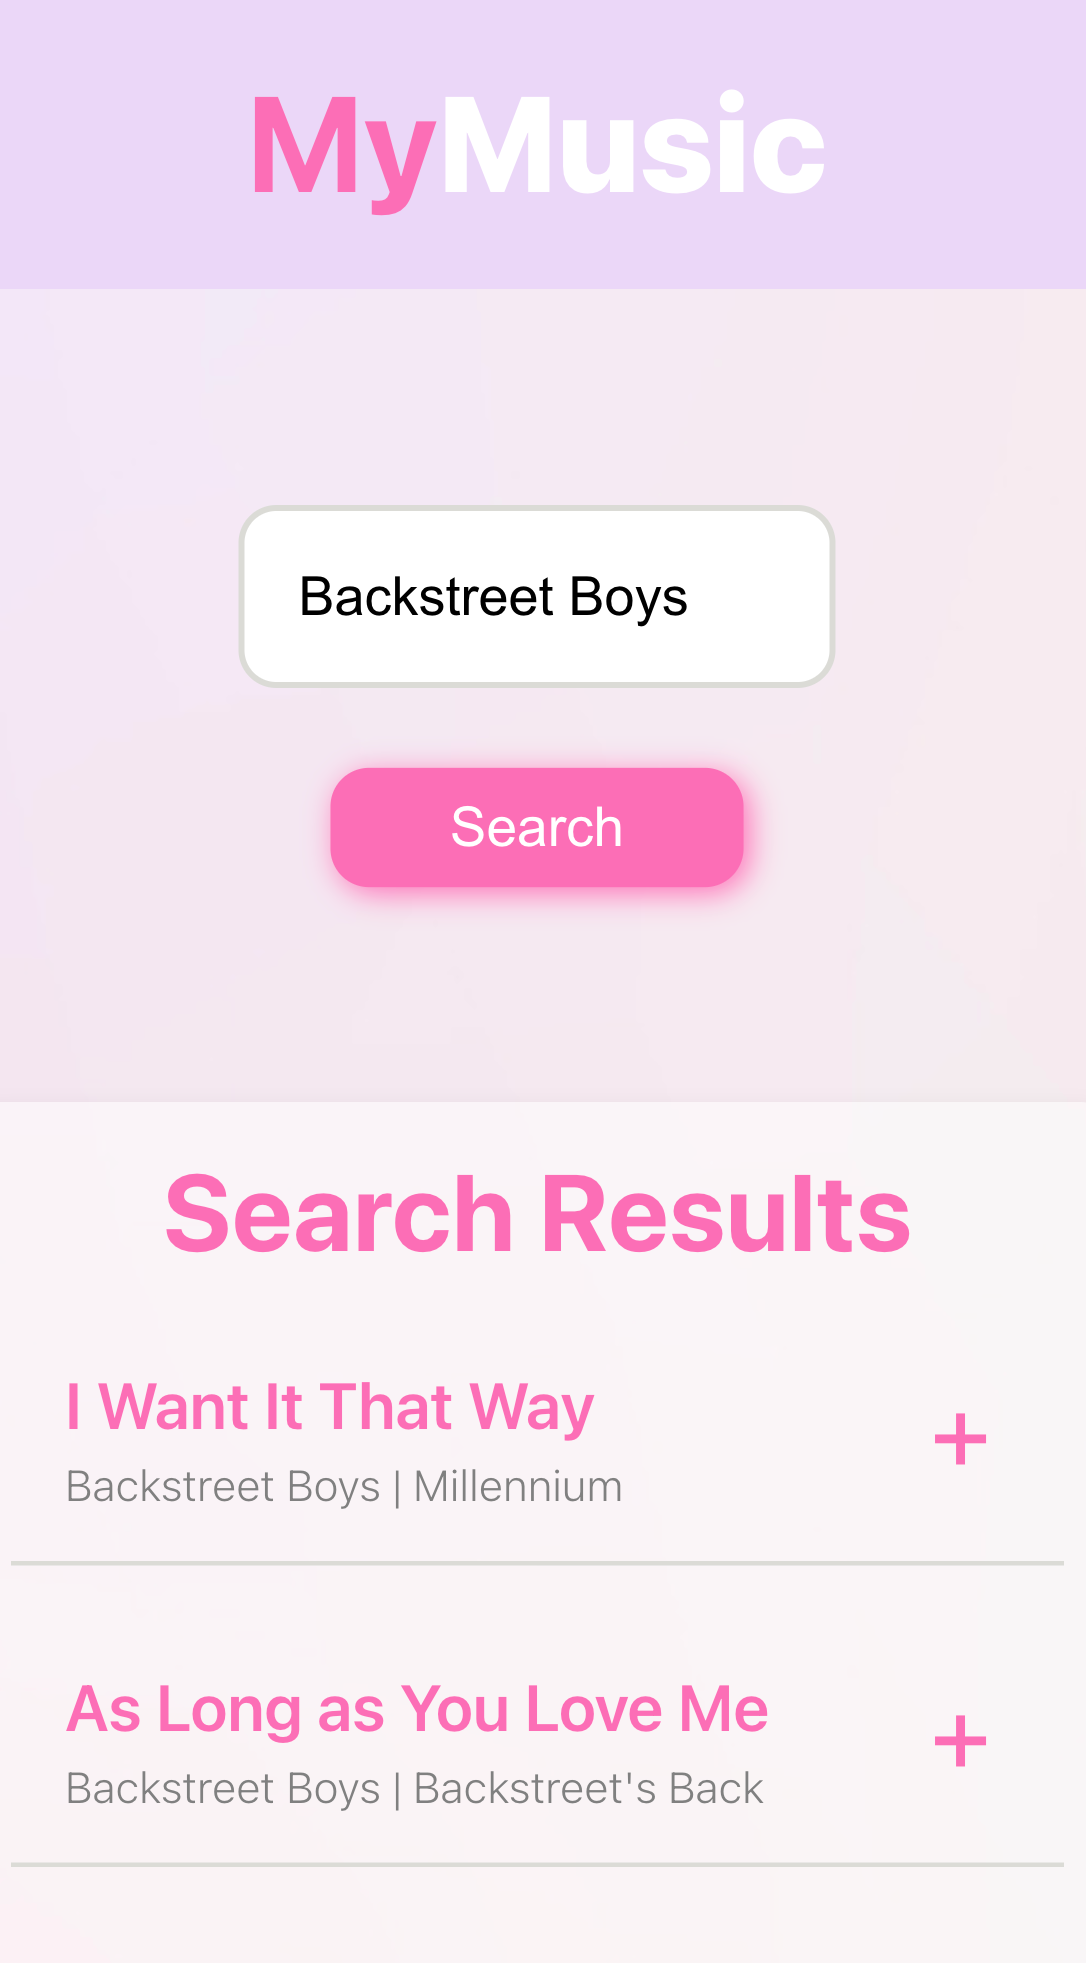 MyMusic
Backstreet Boys
Search
Search Results
I Want It That Way
Backstreet Boys | Millennium
+
As Long as You Love Me
Backstreet Boys | Backstreet's Back
+